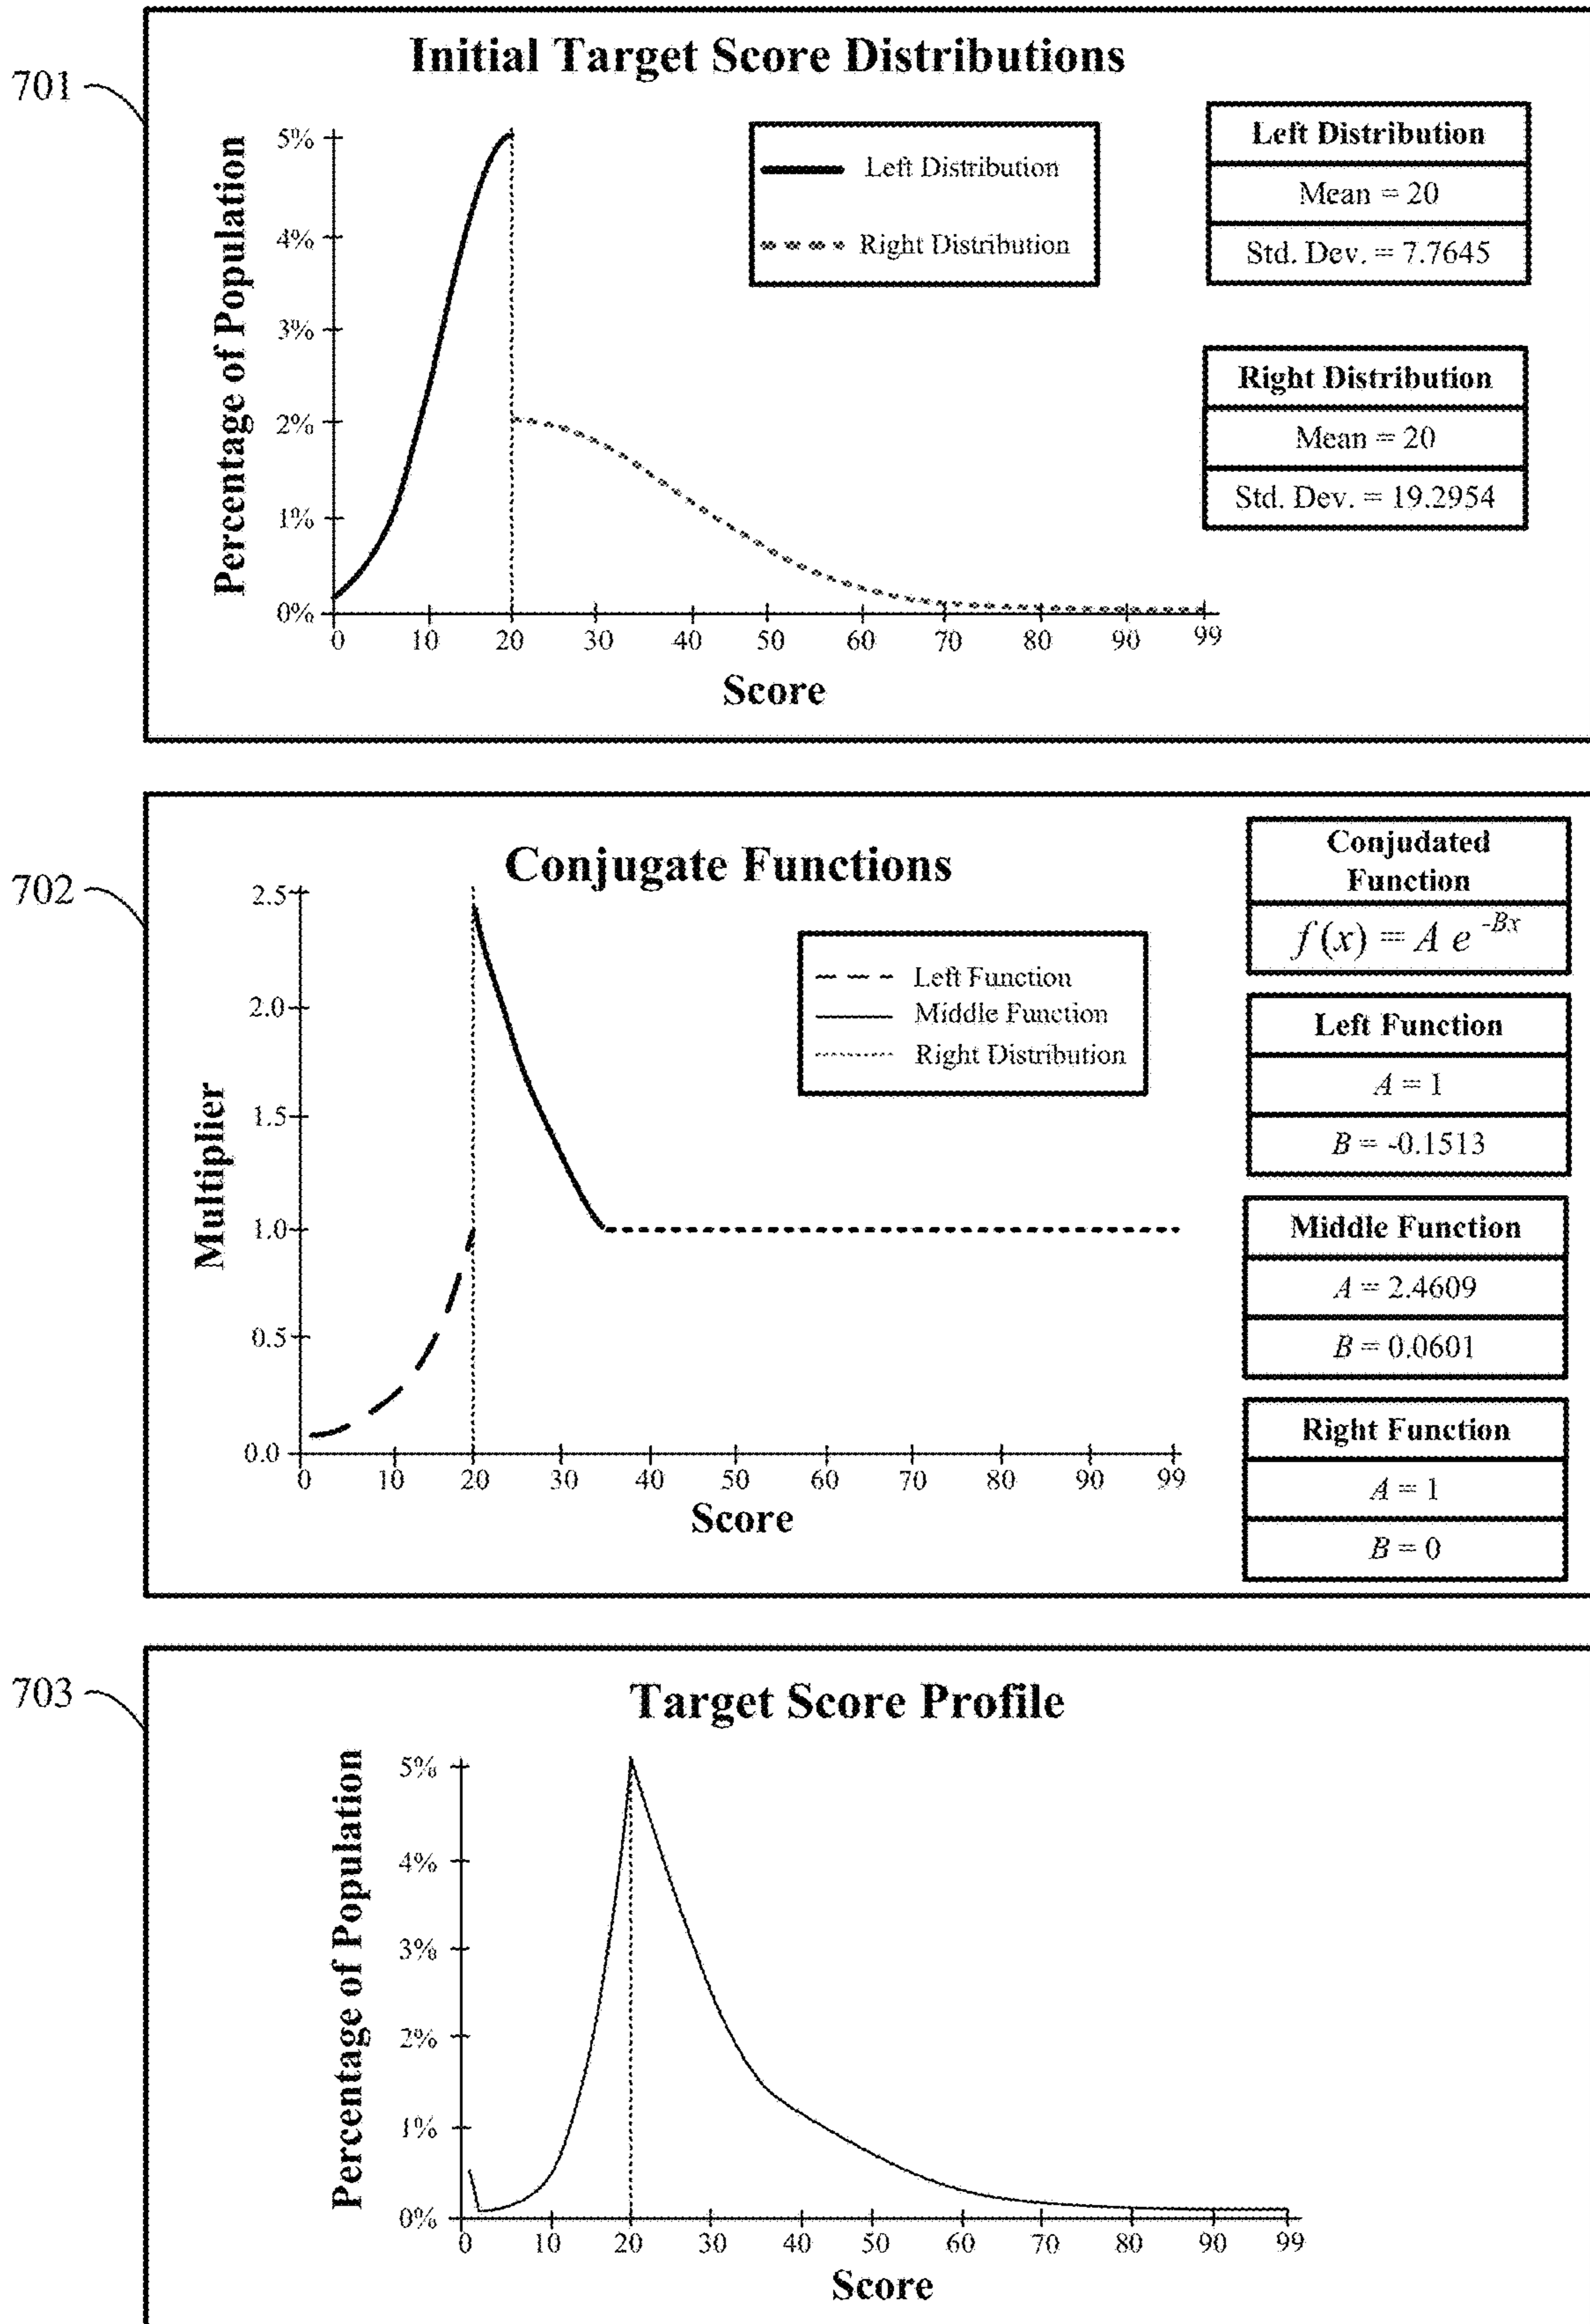 701
Initial Target Score Distributions
Percentage of Population
5%
4%
3%
2%
1%
0%
0 10 20 30 40 50 60 70 80 90 99
Score
Left Distribution
Right Distribution
Left Distribution
Mean = 20
Std. Dev. = 7.7645
Right Distribution
Mean = 20
Std. Dev. = 19.2954
702
Conjugate Functions
Multiplier
2.5
2.0
1.5
1.0
0.5
0.0
0 10 20 30 40 50 60 70 80 90 99
Score
Left Function
Middle Function
Right Distribution
Conjudated
Function
f(x) = A e^-Bx
Left Function
A = 1
B = -0.1513
Middle Function
A = 2.4609
B = 0.0601
Right Function
A = 1
B = 0
703
Target Score Profile
Percentage of Population
5%
4%
3%
2%
1%
0%
0 10 20 30 40 50 60 70 80 90 99
Score